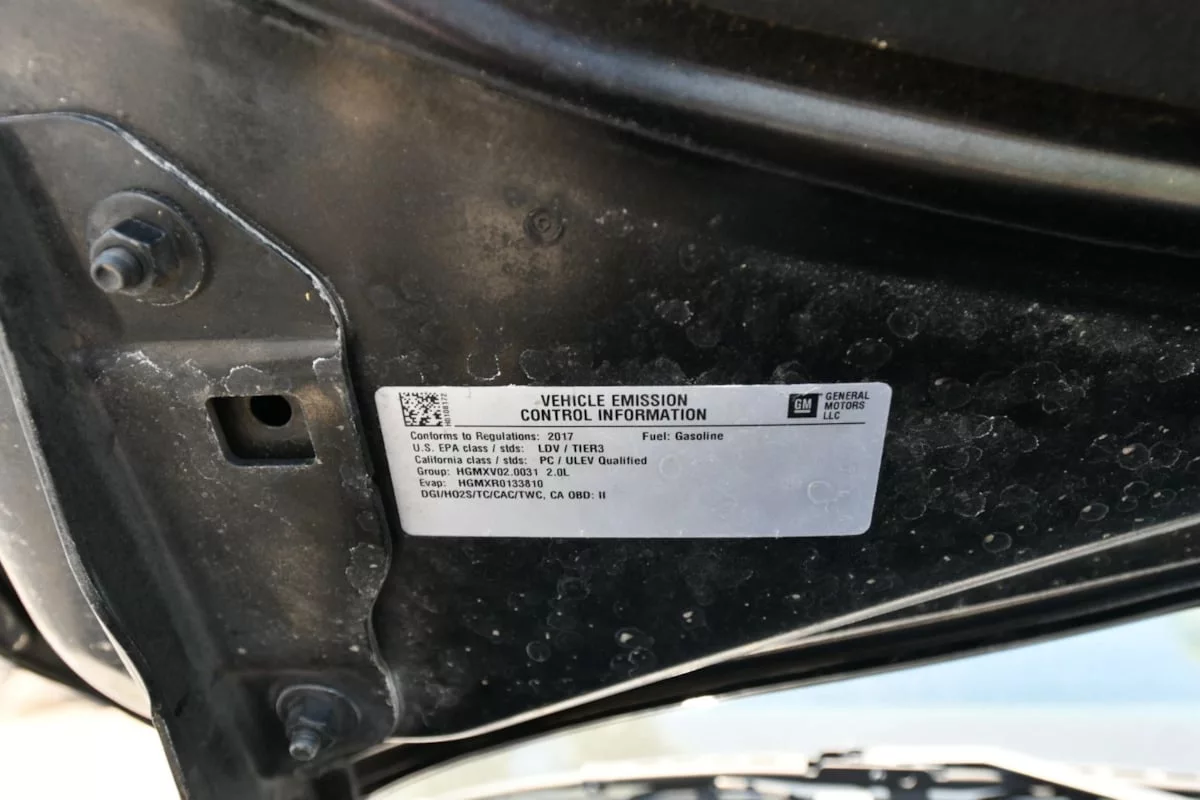 VEHICLE EMISSION
CONTROL INFORMATION
GM
GENERAL
MOTORS
LLC
Conforms to Regulations: 2017 Fuel: Gasoline
U.S. EPA class / stds: LDV / TIER3
California class / stds: PC / ULEV Qualified
Group: HGMXV02.0031 2.0L
Evap: HGMXR0133810
DGI/HO2S/TC/CAC/TWC, CA OBD: II